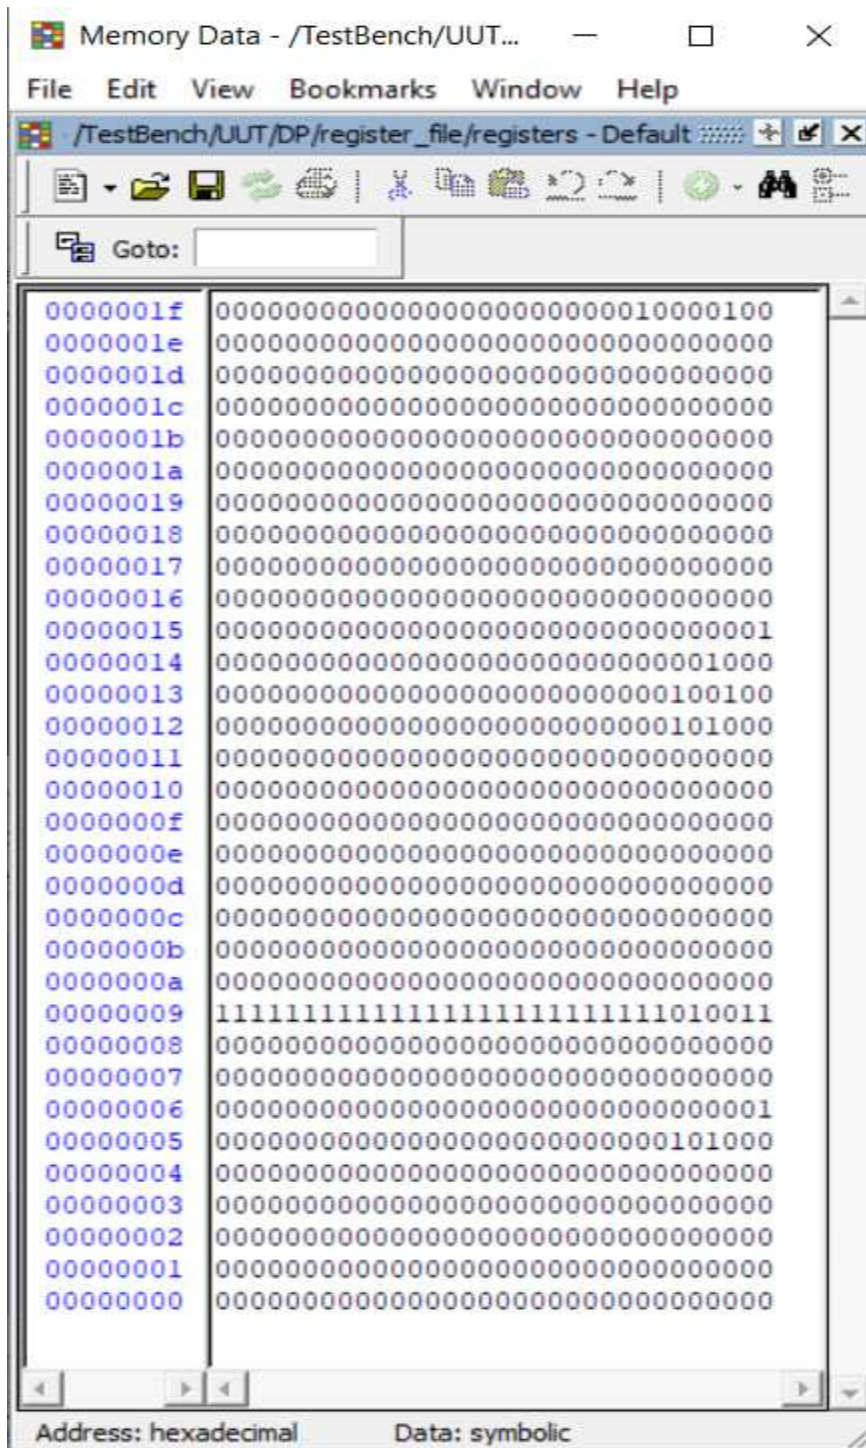 Memory Data - /TestBench/UUT...
File Edit View Bookmarks Window Help
/TestBench/UUT/DP/register_file/registers - Default
Goto:
0000001f 00000000000000000000000010000100
0000001e 00000000000000000000000000000000
0000001d 00000000000000000000000000000000
0000001c 00000000000000000000000000000000
0000001b 00000000000000000000000000000000
0000001a 00000000000000000000000000000000
00000019 00000000000000000000000000000000
00000018 00000000000000000000000000000000
00000017 00000000000000000000000000000000
00000016 00000000000000000000000000000000
00000015 00000000000000000000000000000001
00000014 00000000000000000000000000001000
00000013 00000000000000000000000000100100
00000012 00000000000000000000000000101000
00000011 00000000000000000000000000000000
00000010 00000000000000000000000000000000
0000000f 00000000000000000000000000000000
0000000e 00000000000000000000000000000000
0000000d 00000000000000000000000000000000
0000000c 00000000000000000000000000000000
0000000b 00000000000000000000000000000000
0000000a 00000000000000000000000000000000
00000009 11111111111111111111111111010011
00000008 00000000000000000000000000000000
00000007 00000000000000000000000000000000
00000006 00000000000000000000000000000001
00000005 00000000000000000000000000101000
00000004 00000000000000000000000000000000
00000003 00000000000000000000000000000000
00000002 00000000000000000000000000000000
00000001 00000000000000000000000000000000
00000000 00000000000000000000000000000000
Address: hexadecimal Data: symbolic